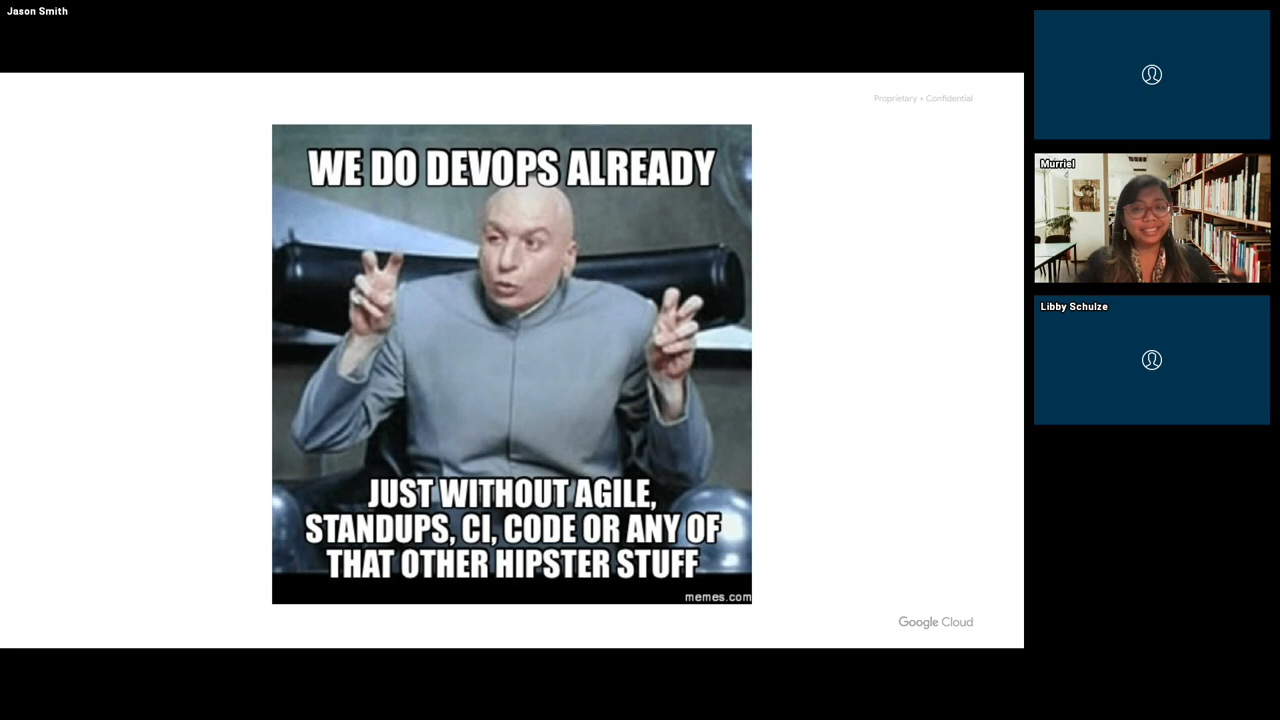 Jason Smith
Proprietary + Confidential
WE DO DEVOPS ALREADY
JUST WITHOUT AGILE,
STANDUPS, CI, CODE OR ANY OF
THAT OTHER HIPSTER STUFF
memes.com
Google Cloud
Murriel
Libby Schulze